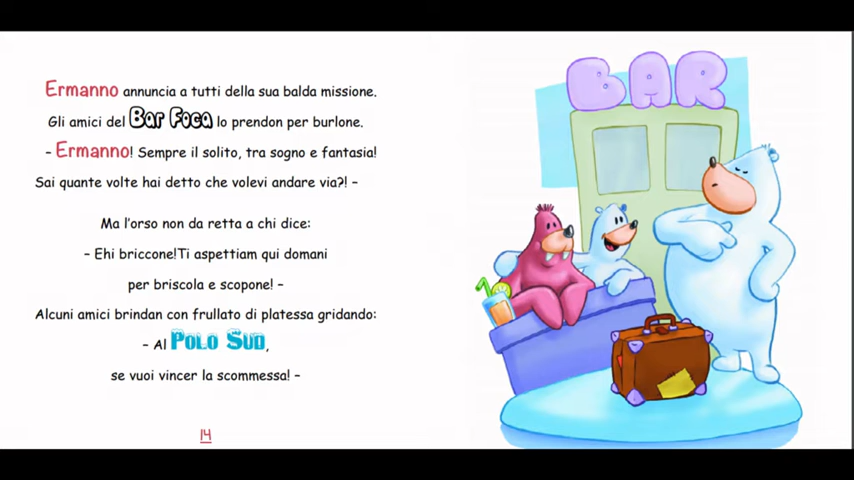 Ermanno annuncia a tutti della sua balda missione.
Gli amici del Bar Foca lo prendon per burlone.
– Ermanno! Sempre il solito, tra sogno e fantasia!
Sai quante volte hai detto che volevi andare via?! –
Ma l'orso non da retta a chi dice:
– Ehi briccone!Ti aspettiam qui domani
per briscola e scopone! –
Alcuni amici brindan con frullato di platessa gridando:
– Al Polo Sud,
se vuoi vincer la scommessa! –
14
BAR